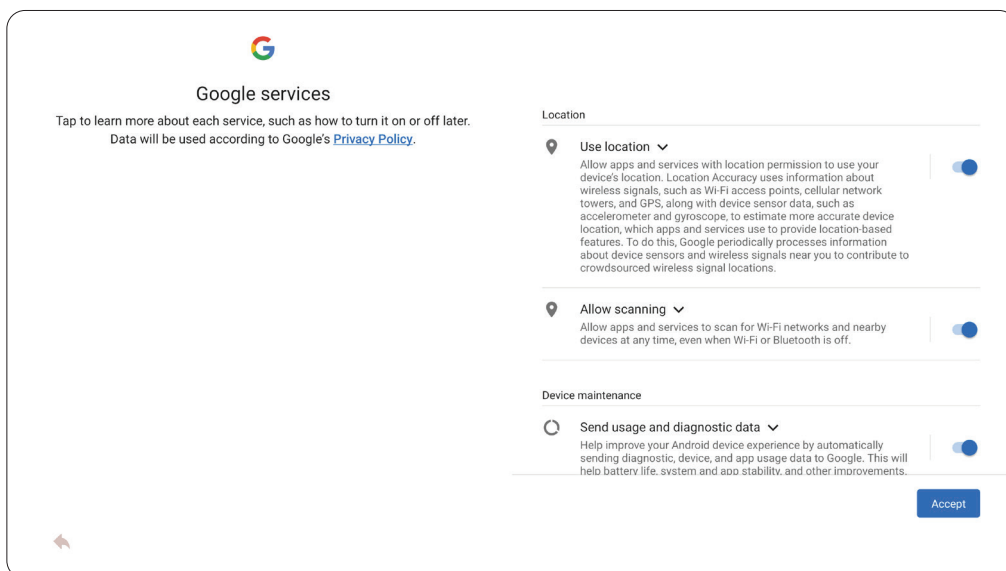 Google services
Tap to learn more about each service, such as how to turn it on or off later.
Data will be used according to Google's Privacy Policy.
Location
Use location
Allow apps and services with location permission to use your
device's location. Location Accuracy uses information about
wireless signals, such as Wi-Fi access points, cellular network
towers, and GPS, along with device sensor data, such as
accelerometer and gyroscope, to estimate more accurate device
location, which apps and services use to provide location-based
features. To do this, Google periodically processes information
about device sensors and wireless signals near you to contribute to
crowdsourced wireless signal locations.
Allow scanning
Allow apps and services to scan for Wi-Fi networks and nearby
devices at any time, even when Wi-Fi or Bluetooth is off.
Device maintenance
Send usage and diagnostic data
Help improve your Android device experience by automatically
sending diagnostic, device, and app usage data to Google. This will
help battery life, system and app stability, and other improvements.
Accept